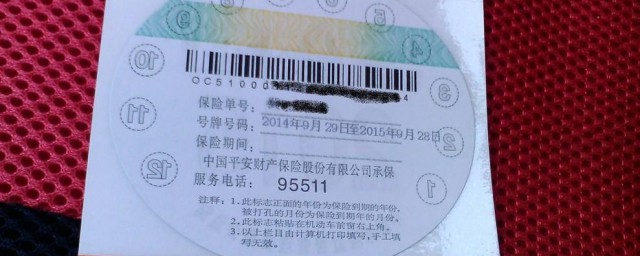 9
5
4
10
3
OC51000
4
11
保险单号：
号牌号码：2014年9月29日至2015年9月28日
2
保险期间：
12
中国平安财产保险股份有限公司承保
1
服务电话：95511
注释：1.此标志正面的年份为保险到期的年份，
被打孔的月份为保险到期年的月份。
2.此标志粘贴在机动车前窗右上角。
3.以上栏目由计算机打印填写，手工填
写无效。